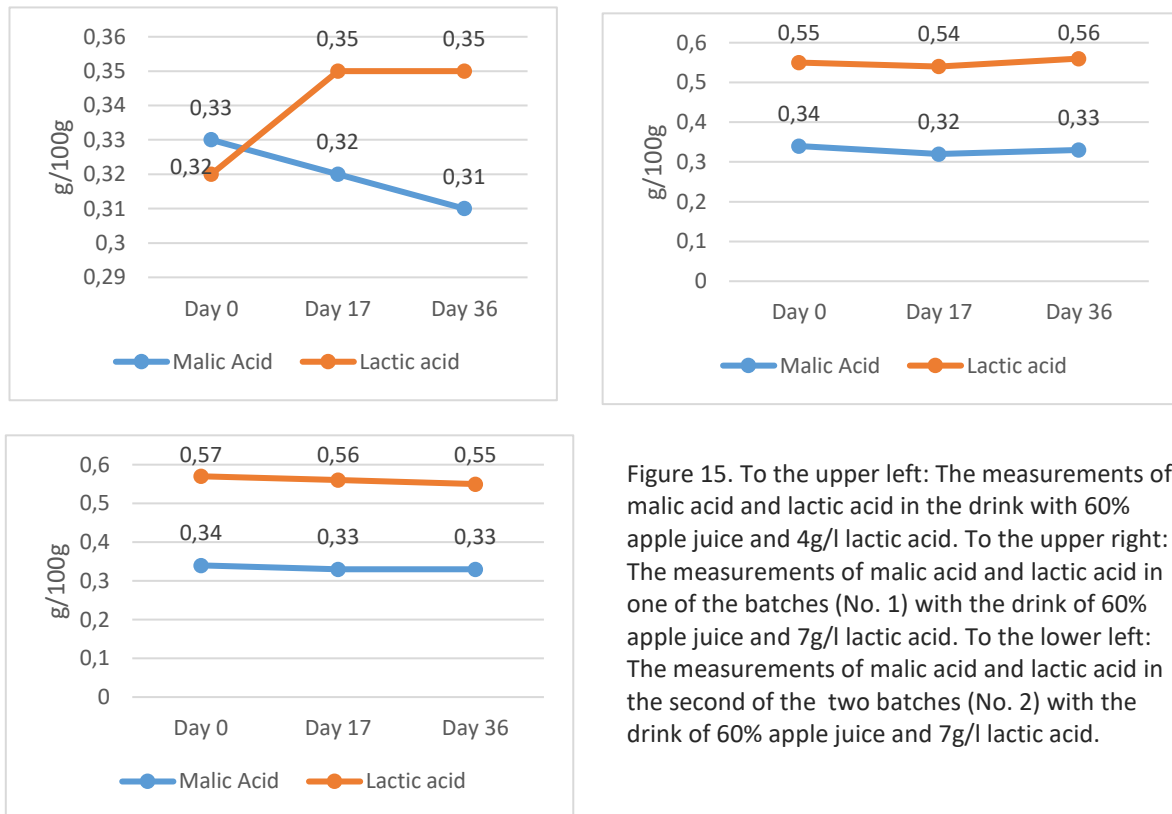 0,36
0,35
0,34
0,33
0,32
0,31
0,3
0,29
g/100g
0,33
0,32
0,31
0,32
0,35
0,35
Day 0 Day 17 Day 36
Malic Acid Lactic acid
0,6
0,5
0,4
0,3
0,2
0,1
0
g/100g
0,55 0,54 0,56
0,34 0,32 0,33
Day 0 Day 17 Day 36
Malic Acid Lactic acid
0,6
0,5
0,4
0,3
0,2
0,1
0
g/100g
0,57 0,56 0,55
0,34 0,33 0,33
Day 0 Day 17 Day 36
Malic Acid Lactic acid
Figure 15. To the upper left: The measurements of
malic acid and lactic acid in the drink with 60%
apple juice and 4g/l lactic acid. To the upper right:
The measurements of malic acid and lactic acid in
one of the batches (No. 1) with the drink of 60%
apple juice and 7g/l lactic acid. To the lower left:
The measurements of malic acid and lactic acid in
the second of the two batches (No. 2) with the
drink of 60% apple juice and 7g/l lactic acid.